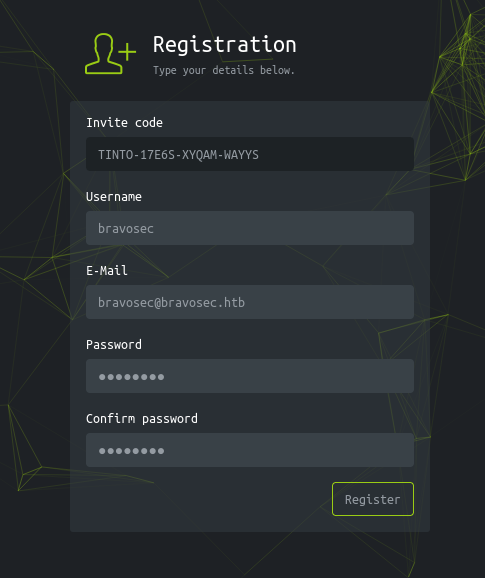 Registration
Type your details below.
Invite code
TINTO-17E6S-XYQAM-WAYYS
Username
bravosec
E-Mail
bravosec@bravosec.htb
Password
●●●●●●●●
Confirm password
●●●●●●●●
Register